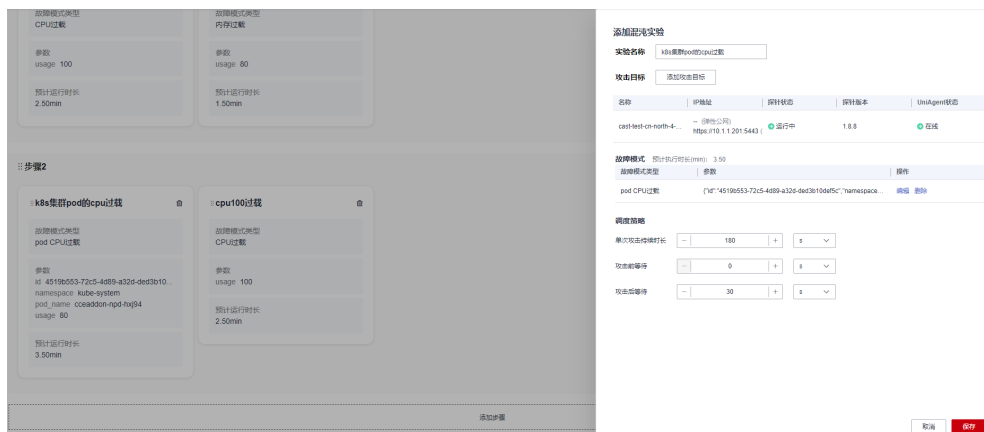 故障模式类型
CPU过载
参数
usage 100
预计运行时长
2.50min
故障模式类型
内存过载
参数
usage 80
预计运行时长
1.50min
步骤2
k8s集群pod的cpu过载
故障模式类型
pod CPU过载
参数
id 4519b553-72c5-4d89-a32d-ded3b10...
namespace kube-system
pod_name cceaddon-npd-hxj94
usage 80
预计运行时长
3.50min
cpu100过载
故障模式类型
CPU过载
参数
usage 100
预计运行时长
2.50min
添加步骤
添加混沌实验
实验名称 k8s集群pod的cpu过载
攻击目标 添加攻击目标
名称 IP地址 探针状态 探针版本 UniAgent状态
cast-test-cn-north-4-... -- (弹性公网) https://10.1.1.201:5443 ( 运行中 1.8.8 在线
故障模式 预计执行时长(min): 3.50
故障模式类型 参数 操作
pod CPU过载 {"id":"4519b553-72c5-4d89-a32d-ded3b10def5c","namespace... 编辑 删除
调度策略
单次攻击持续时长 - 180 + s
攻击前等待 - 0 + s
攻击后等待 - 30 + s
取消 保存